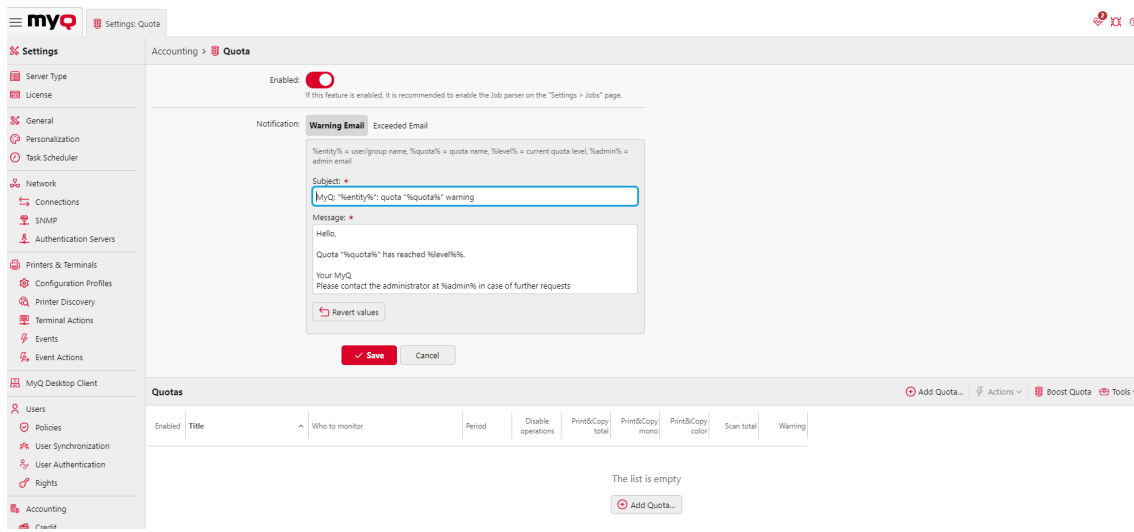 myQ
Settings: Quota
2
Settings
Accounting > Quota
Server Type
License
General
Personalization
Task Scheduler
Network
Connections
SNMP
Authentication Servers
Printers & Terminals
Configuration Profiles
Printer Discovery
Terminal Actions
Events
Event Actions
MyQ Desktop Client
Users
Policies
User Synchronization
User Authentication
Rights
Accounting
Credit
Enabled:
If this feature is enabled, it is recommended to enable the Job parser on the "Settings > Jobs" page.
Notification: Warning Email Exceeded Email
%entity% = user/group name, %quota% = quota name, %level% = current quota level, %admin% =
admin email
Subject: *
MyQ: "%entity%": quota "%quota%" warning
Message: *
Hello,
Quota "%quota%" has reached %level%%.
Your MyQ
Please contact the administrator at %admin% in case of further requests
Revert values
Save Cancel
Quotas
Add Quota... Actions Boost Quota Tools
Enabled Title Who to monitor Period Disable operations Print&Copy total Print&Copy mono Print&Copy color Scan total Warning
The list is empty
Add Quota...